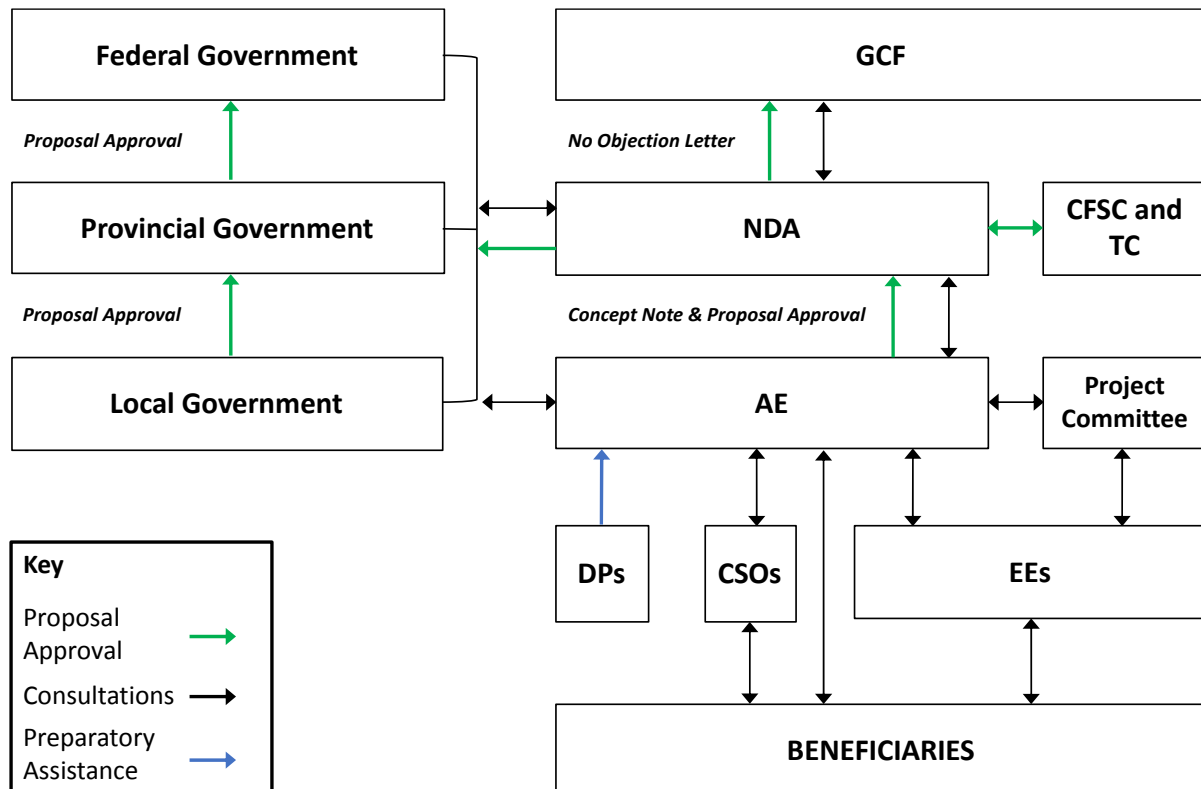 Federal Government
GCF
Proposal Approval
No Objection Letter
Provincial Government
NDA
CFSC and
TC
Proposal Approval
Concept Note & Proposal Approval
Local Government
AE
Project
Committee
DPs
CSOs
EEs
Key
Proposal
Approval
Consultations
Preparatory
Assistance
BENEFICIARIES